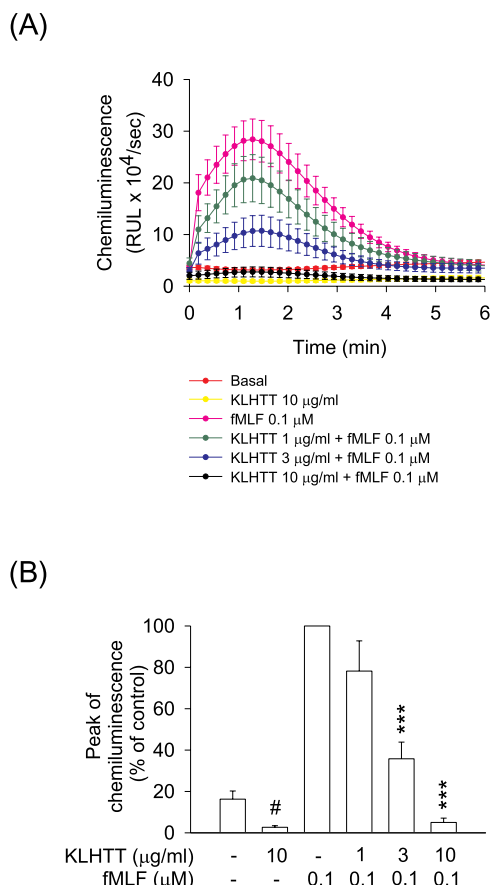 (A)
Chemiluminescence
(RUL x 10⁴/sec)
40
30
20
10
0
0 1 2 3 4 5 6
Time (min)
Basal
KLHTT 10 μg/ml
fMLF 0.1 μM
KLHTT 1 μg/ml + fMLF 0.1 μM
KLHTT 3 μg/ml + fMLF 0.1 μM
KLHTT 10 μg/ml + fMLF 0.1 μM
(B)
Peak of
chemiluminescence
(% of control)
100
80
60
40
20
0
#
***
***
KLHTT (μg/ml) - 10 - 1 3 10
fMLF (μM) - - 0.1 0.1 0.1 0.1